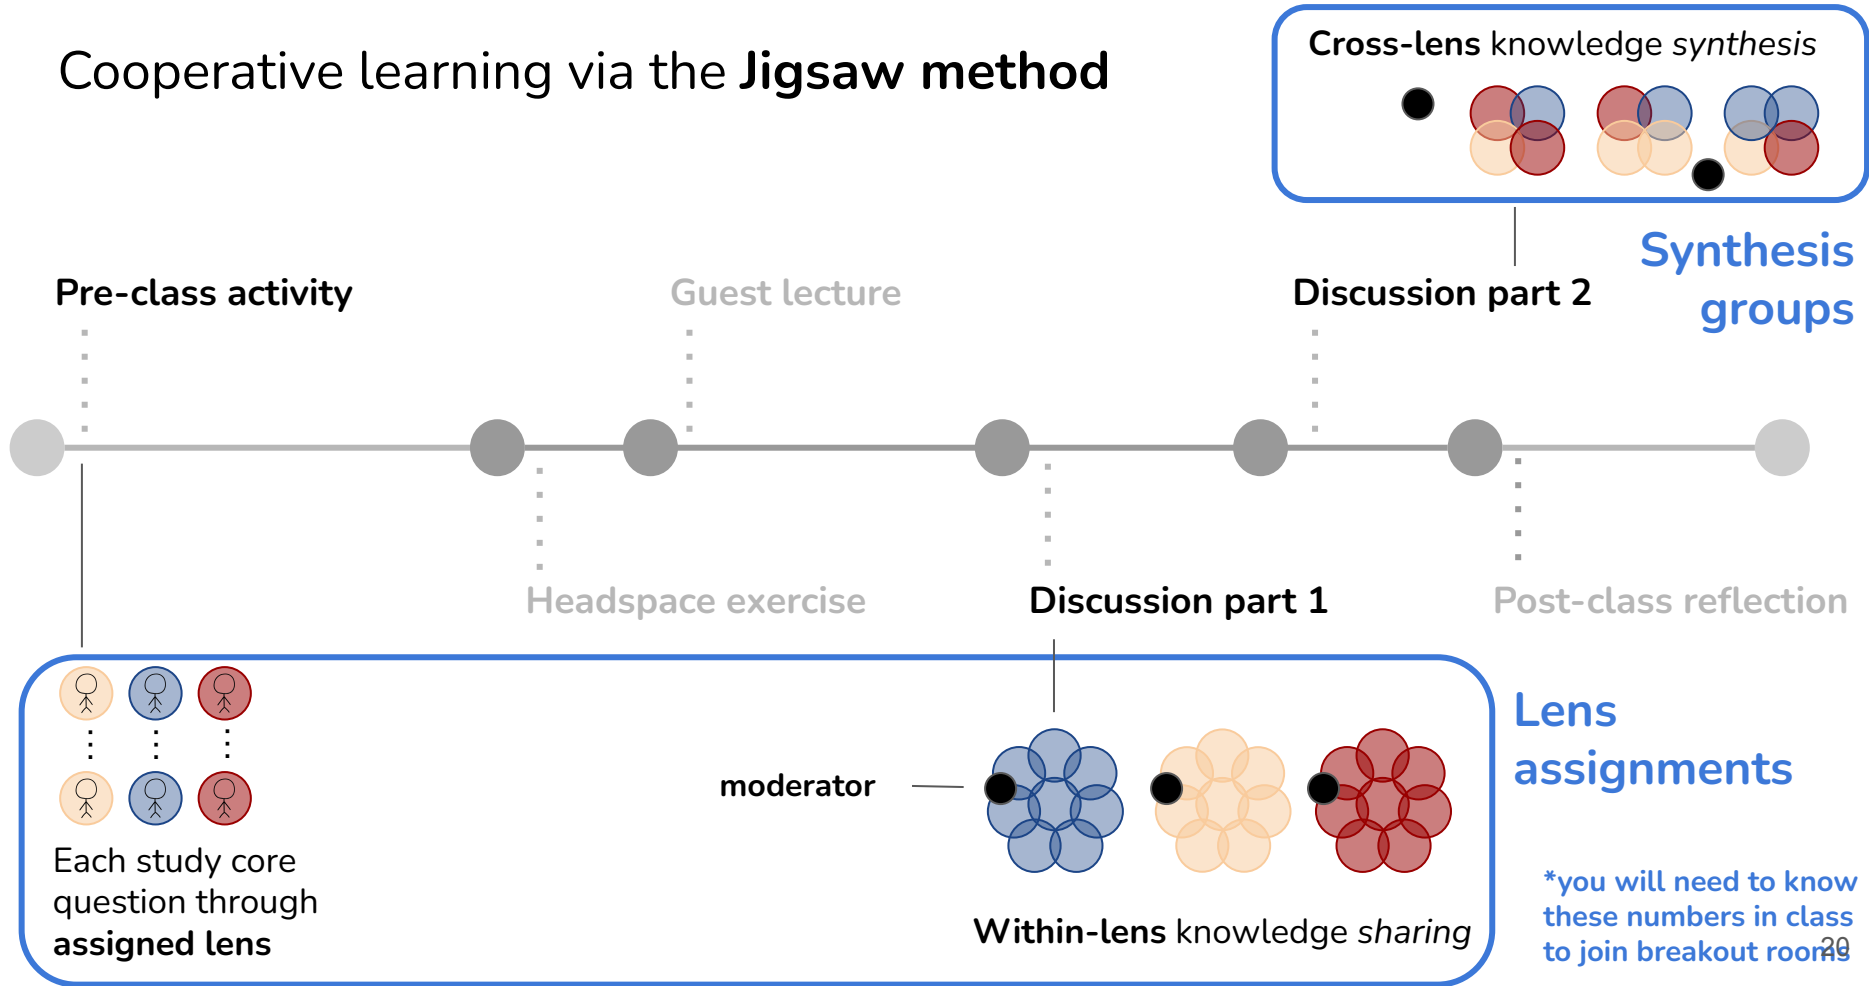 Cooperative learning via the Jigsaw method
Cross-lens knowledge synthesis
Synthesis
groups
Pre-class activity
Guest lecture
Discussion part 2
Headspace exercise
Discussion part 1
Post-class reflection
Lens
assignments
moderator
Each study core
question through
assigned lens
Within-lens knowledge sharing
*you will need to know
these numbers in class
to join breakout rooms
20